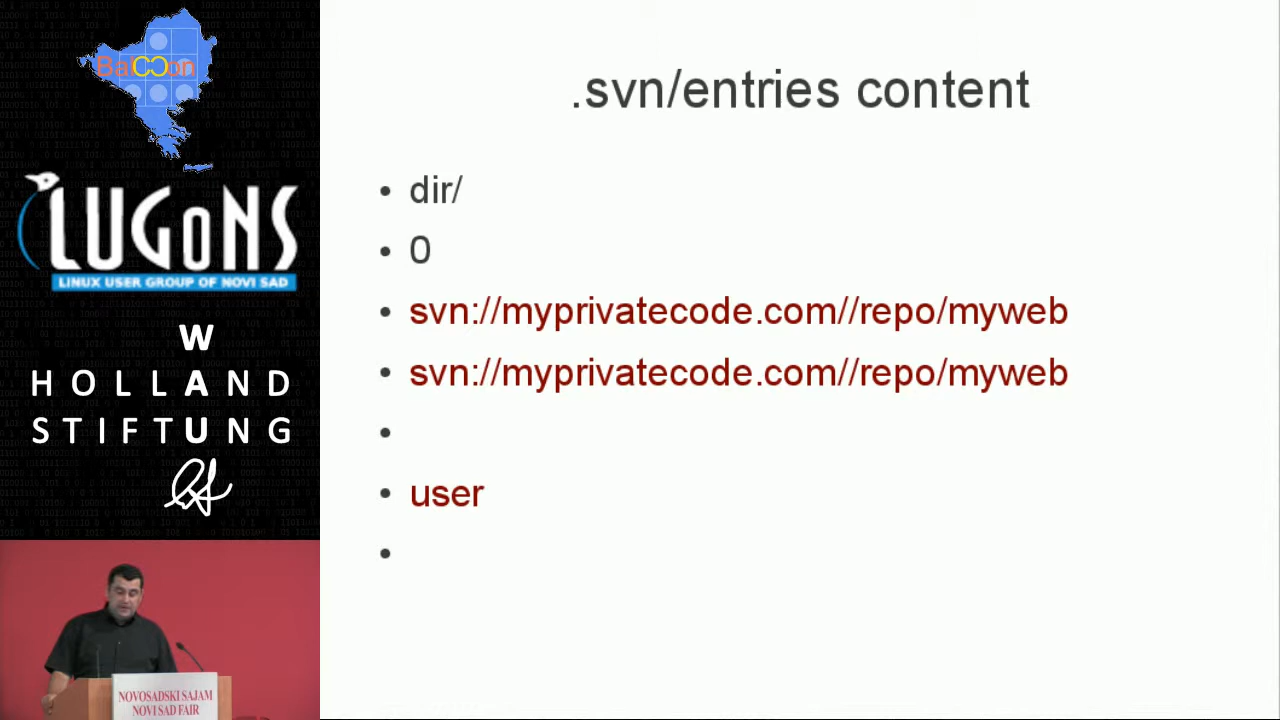 BaCCon
LUGoNS
LINUX USER GROUP OF NOVI SAD
W
HOLLAND
STIFTUNG
NOVOSADSKI SAJAM
NOVI SAD FAIR
.svn/entries content
• dir/
• 0
• svn://myprivatecode.com//repo/myweb
• svn://myprivatecode.com//repo/myweb
•
• user
•